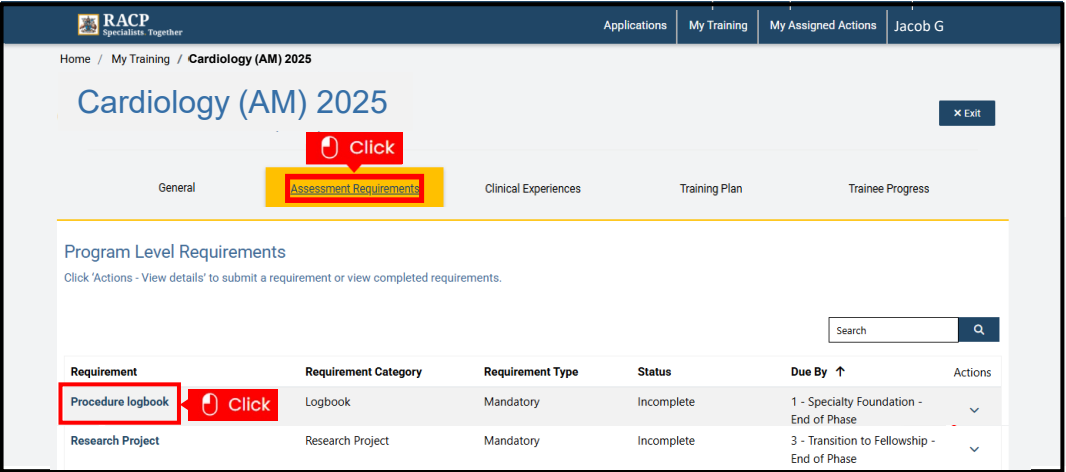 RACP
Specialists. Together
Applications
My Training
My Assigned Actions
Jacob G
Home / My Training / Cardiology (AM) 2025
Cardiology (AM) 2025
× Exit
Click
General
Assessment Requirements
Clinical Experiences
Training Plan
Trainee Progress
Program Level Requirements
Click 'Actions - View details' to submit a requirement or view completed requirements.
Search
Requirement
Requirement Category
Requirement Type
Status
Due By ↑
Actions
Procedure logbook
Click
Logbook
Mandatory
Incomplete
1 - Specialty Foundation -
End of Phase
Research Project
Research Project
Mandatory
Incomplete
3 - Transition to Fellowship -
End of Phase